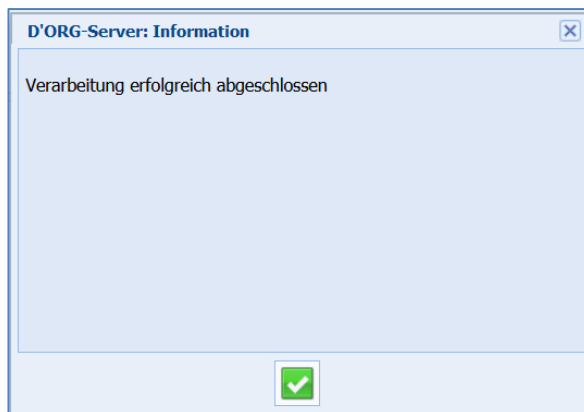 D'ORG-Server: Information
Verarbeitung erfolgreich abgeschlossen